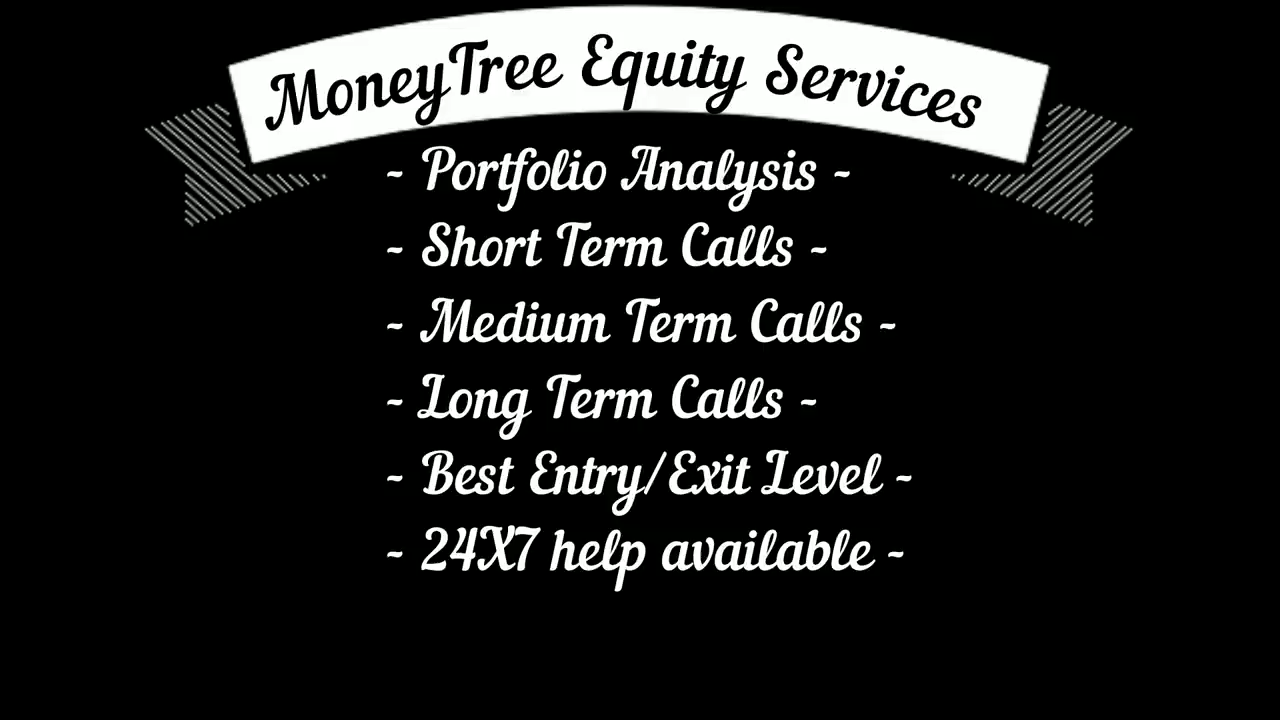 MoneyTree Equity Services
- Portfolio Analysis -
- Short Term Calls -
- Medium Term Calls -
- Long Term Calls -
- Best Entry/Exit Level -
- 24X7 help available -